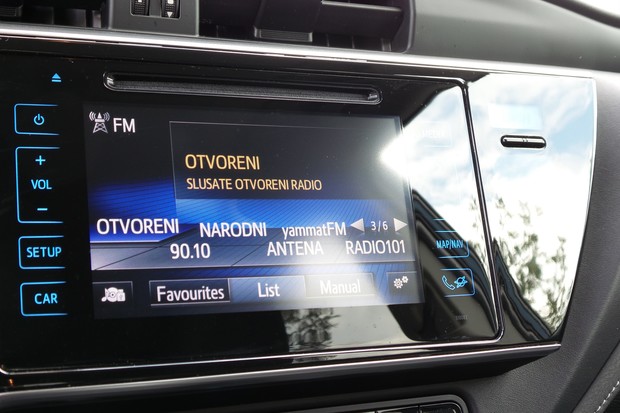 FM
OTVORENI
SLUSATE OTVORENI RADIO
OTVORENI NARODNI yammatFM 3/6
90.10 ANTENA RADIO101
Favourites List Manual
+
VOL
-
SETUP
CAR
MAP/NAVI